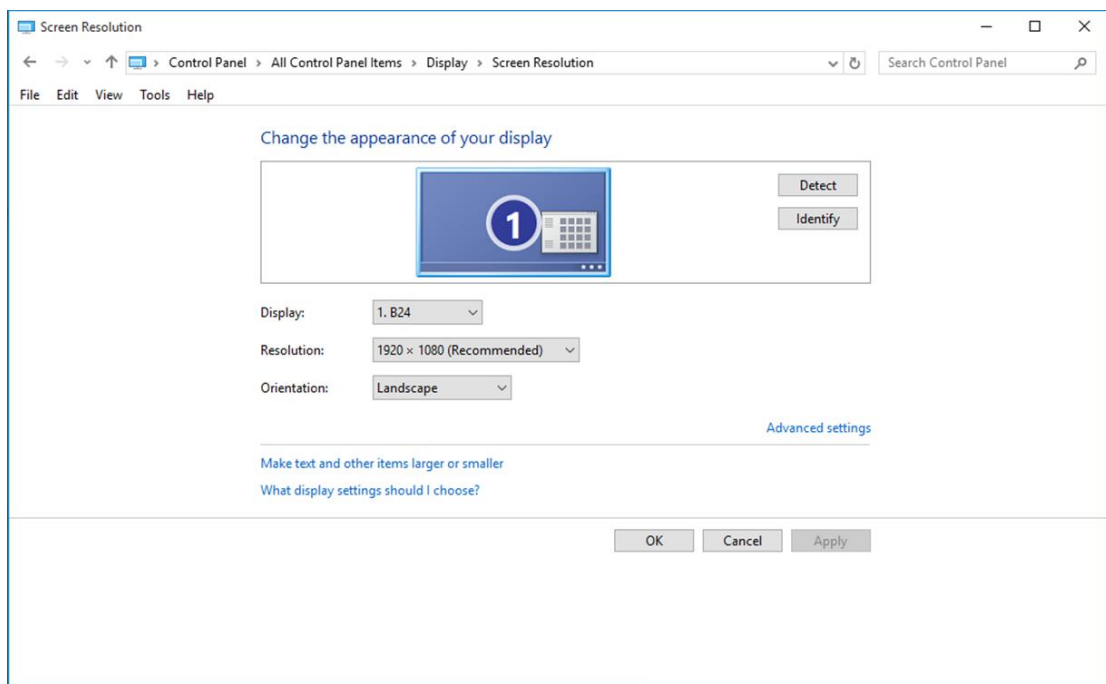 Screen Resolution
Control Panel > All Control Panel Items > Display > Screen Resolution
Search Control Panel
File Edit View Tools Help
Change the appearance of your display
1
Detect
Identify
Display: 1. B24
Resolution: 1920 × 1080 (Recommended)
Orientation: Landscape
Advanced settings
Make text and other items larger or smaller
What display settings should I choose?
OK Cancel Apply